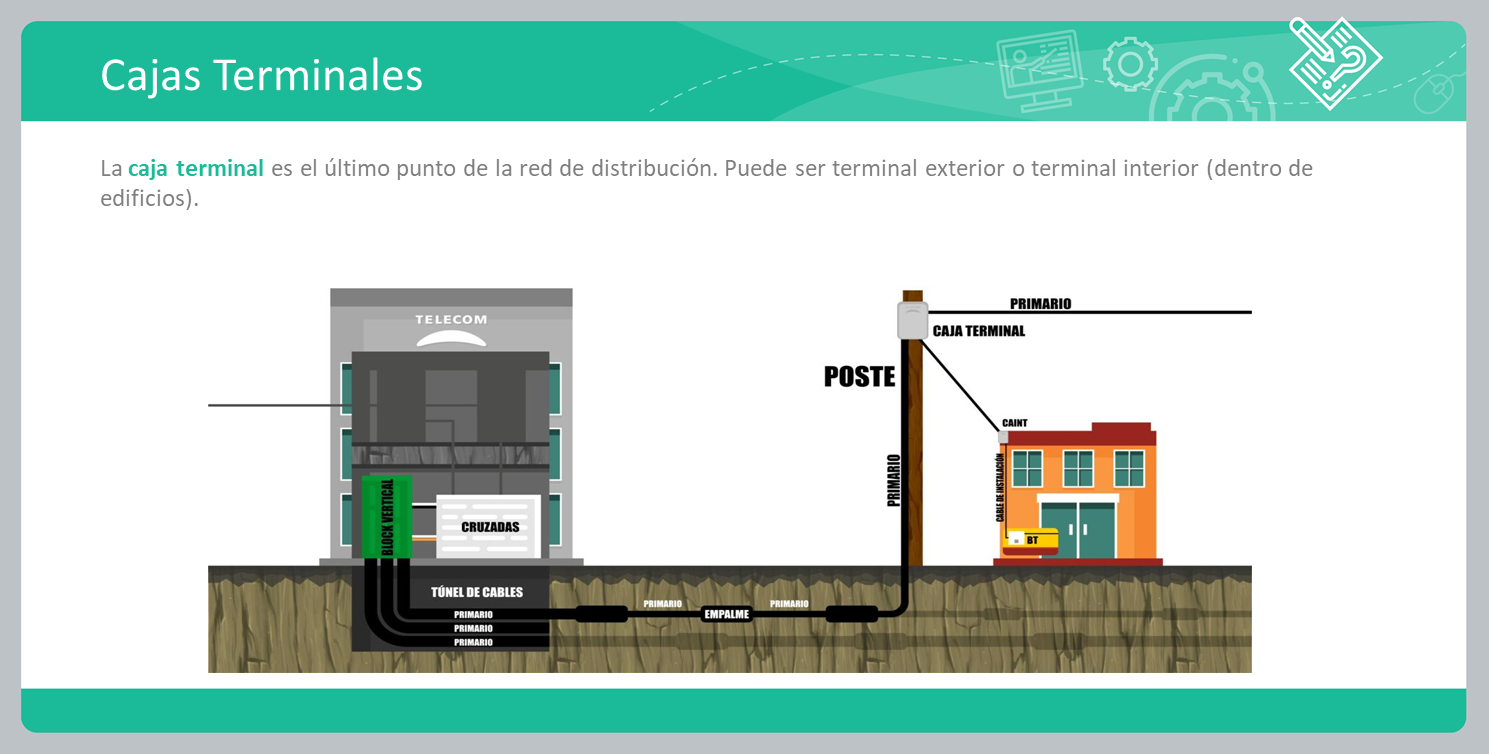 Cajas Terminales
La caja terminal es el último punto de la red de distribución. Puede ser terminal exterior o terminal interior (dentro de
edificios).
TELECOM
PRIMARIO
CAJA TERMINAL
POSTE
CAINT
PRIMARIO
CABLE DE INSTALACIÓN
BLOCK VERTICAL
CRUZADAS
BT
TÚNEL DE CABLES
PRIMARIO
PRIMARIO
PRIMARIO
PRIMARIO
EMPALME
PRIMARIO